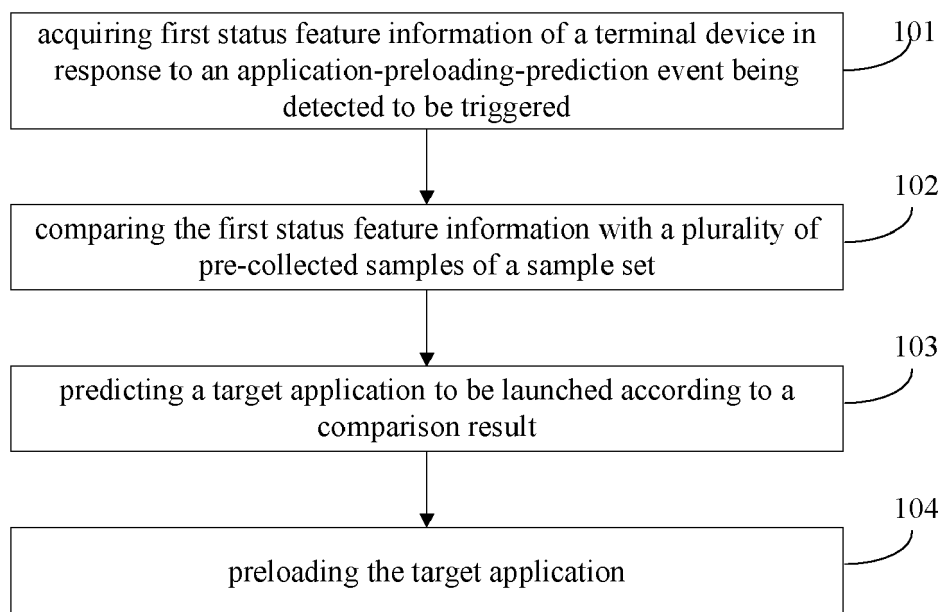 acquiring first status feature information of a terminal device in
response to an application-preloading-prediction event being
detected to be triggered
101
comparing the first status feature information with a plurality of
pre-collected samples of a sample set
102
predicting a target application to be launched according to a
comparison result
103
preloading the target application
104